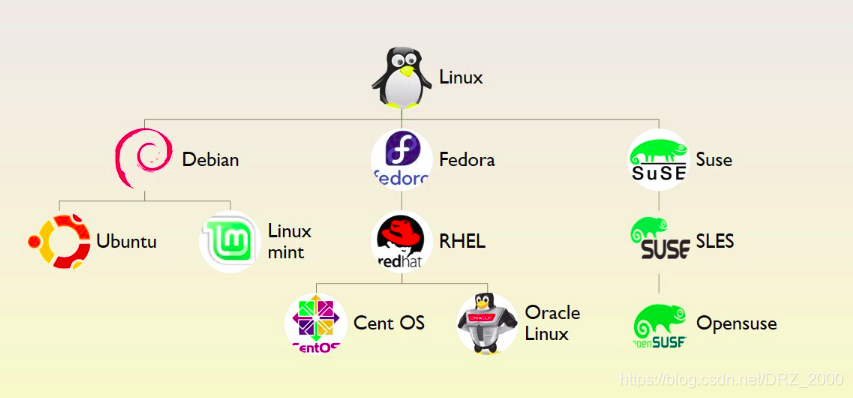 Linux
Debian
fedora
Fedora
SuSE
Suse
Ubuntu
Linux
mint
redhat
RHEL
SUSE
SLES
CentOS
Cent OS
ORACLE
Oracle
Linux
openSUSE
Opensuse
https://blog.csdn.net/DRZ_2000